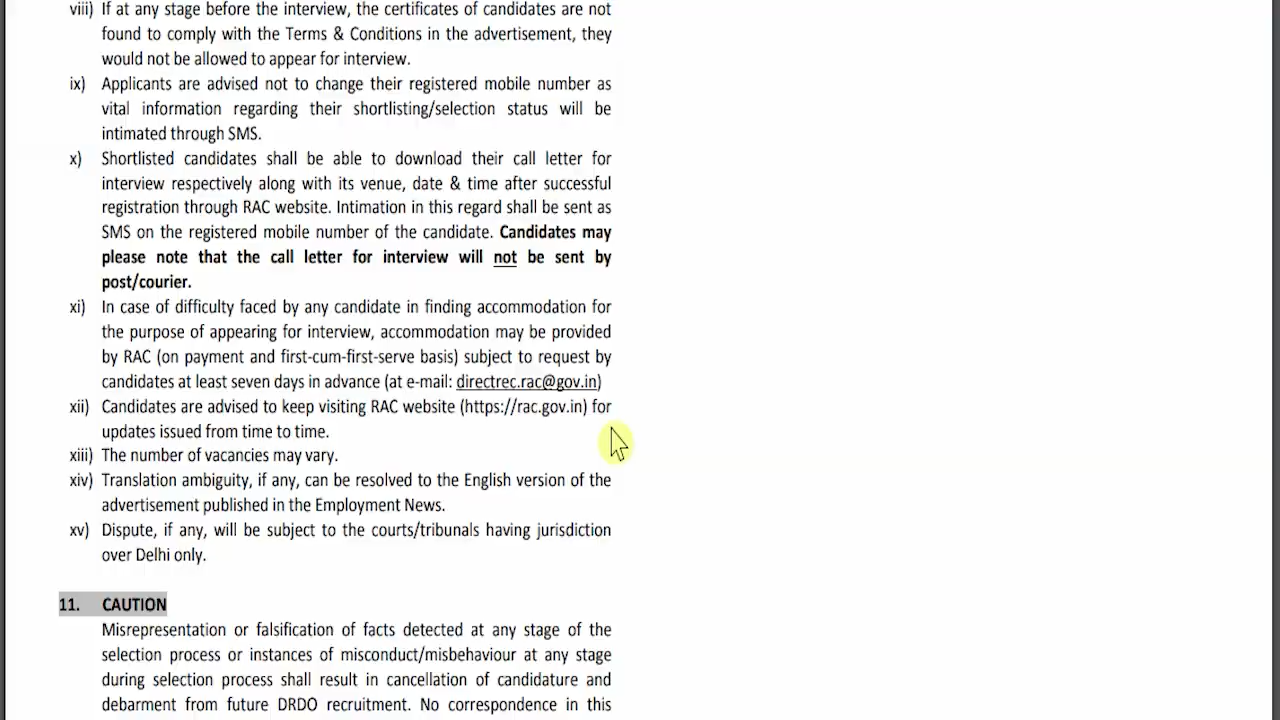 viii) If at any stage before the interview, the certificates of candidates are not
found to comply with the Terms & Conditions in the advertisement, they
would not be allowed to appear for interview.
ix) Applicants are advised not to change their registered mobile number as
vital information regarding their shortlisting/selection status will be
intimated through SMS.
x) Shortlisted candidates shall be able to download their call letter for
interview respectively along with its venue, date & time after successful
registration through RAC website. Intimation in this regard shall be sent as
SMS on the registered mobile number of the candidate. Candidates may
please note that the call letter for interview will not be sent by
post/courier.
xi) In case of difficulty faced by any candidate in finding accommodation for
the purpose of appearing for interview, accommodation may be provided
by RAC (on payment and first-cum-first-serve basis) subject to request by
candidates at least seven days in advance (at e-mail: directrec.rac@gov.in)
xii) Candidates are advised to keep visiting RAC website (https://rac.gov.in) for
updates issued from time to time.
xiii) The number of vacancies may vary.
xiv) Translation ambiguity, if any, can be resolved to the English version of the
advertisement published in the Employment News.
xv) Dispute, if any, will be subject to the courts/tribunals having jurisdiction
over Delhi only.
11. CAUTION
Misrepresentation or falsification of facts detected at any stage of the
selection process or instances of misconduct/misbehaviour at any stage
during selection process shall result in cancellation of candidature and
debarment from future DRDO recruitment. No correspondence in this